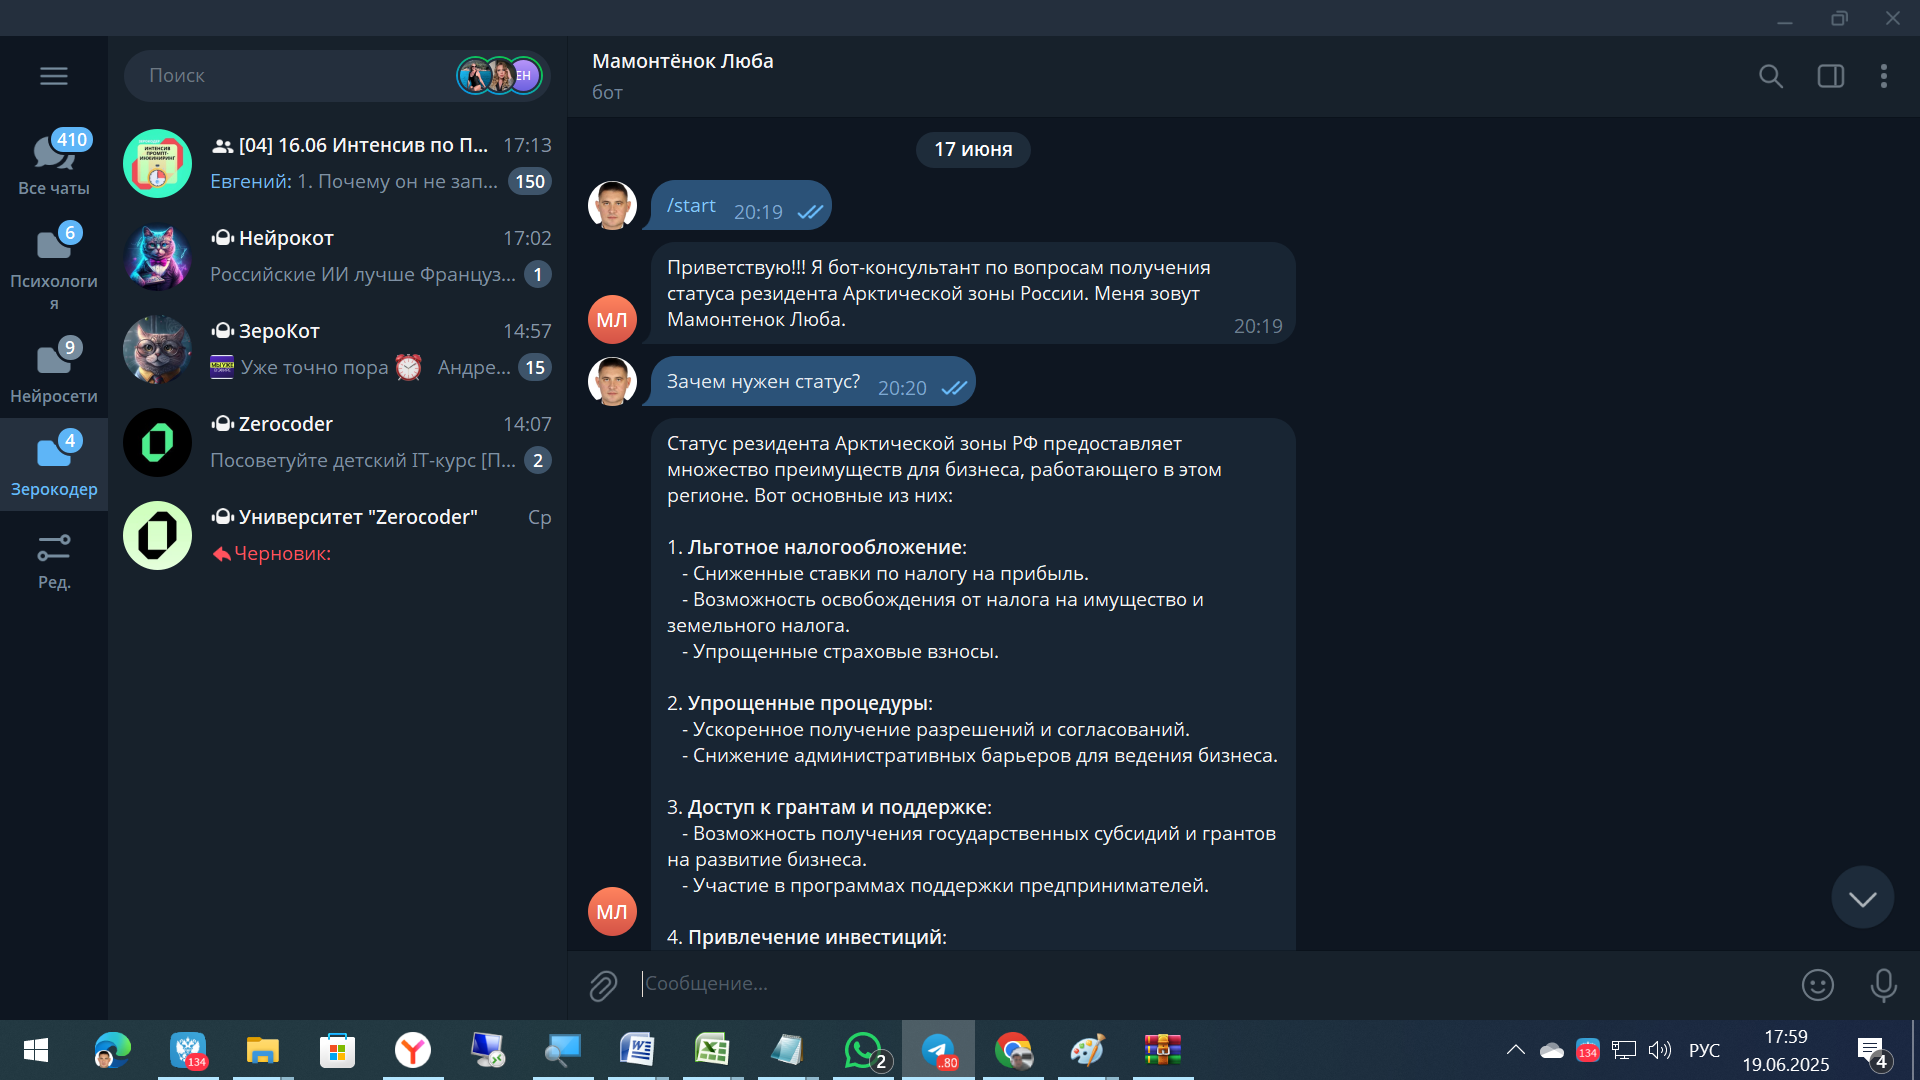 Поиск
ЕН
Мамонтёнок Люба
бот
410
Все чаты
6
Психологи
я
9
Нейросети
4
Зерокодер
Ред.
ИНТЕНСИВ
ПРОМПТ-
ИНЖИНИРИНГ
[04] 16.06 Интенсив по П...
17:13
Евгений: 1. Почему он не зап...
150
Нейрокот
17:02
Российские ИИ лучше Француз...
1
ЗероКот
14:57
Уже точно пора Андре...
15
Zerocoder
14:07
Посоветуйте детский IT-курс [П...
2
Университет "Zerocoder"
Ср
Черновик:
17 июня
/start 20:19
Приветствую!!! Я бот-консультант по вопросам получения
статуса резидента Арктической зоны России. Меня зовут
Мамонтенок Люба.
20:19
МЛ
Зачем нужен статус? 20:20
Статус резидента Арктической зоны РФ предоставляет
множество преимуществ для бизнеса, работающего в этом
регионе. Вот основные из них:
1. Льготное налогообложение:
- Сниженные ставки по налогу на прибыль.
- Возможность освобождения от налога на имущество и
земельного налога.
- Упрощенные страховые взносы.
2. Упрощенные процедуры:
- Ускоренное получение разрешений и согласований.
- Снижение административных барьеров для ведения бизнеса.
3. Доступ к грантам и поддержке:
- Возможность получения государственных субсидий и грантов
на развитие бизнеса.
- Участие в программах поддержки предпринимателей.
МЛ
4. Привлечение инвестиций:
Сообщение...
134
2
..80
134
РУС
17:59
19.06.2025
4